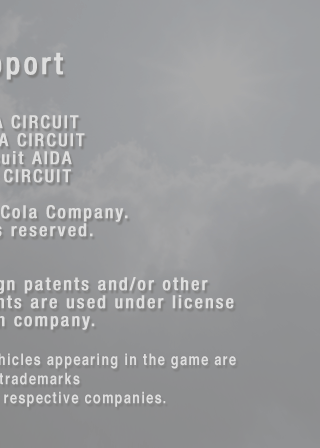 pport
A CIRCUIT
A CIRCUIT
uit AIDA
CIRCUIT
Cola Company.
s reserved.
gn patents and/or other
nts are used under license
n company.
hicles appearing in the game are
trademarks
respective companies.